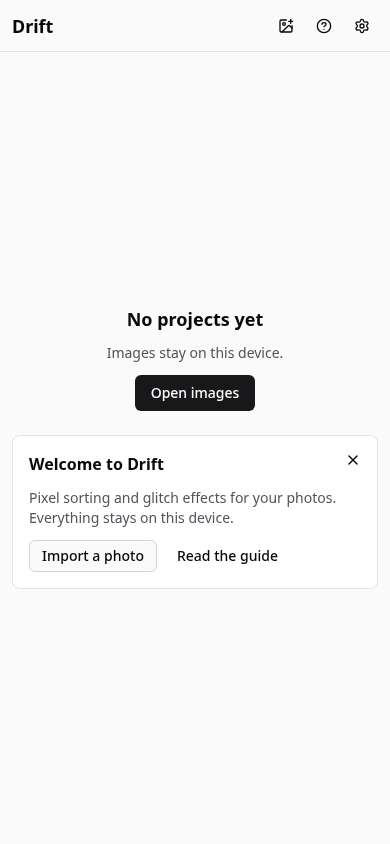 Drift
No projects yet
Images stay on this device.
Open images
Welcome to Drift
Pixel sorting and glitch effects for your photos.
Everything stays on this device.
Import a photo
Read the guide